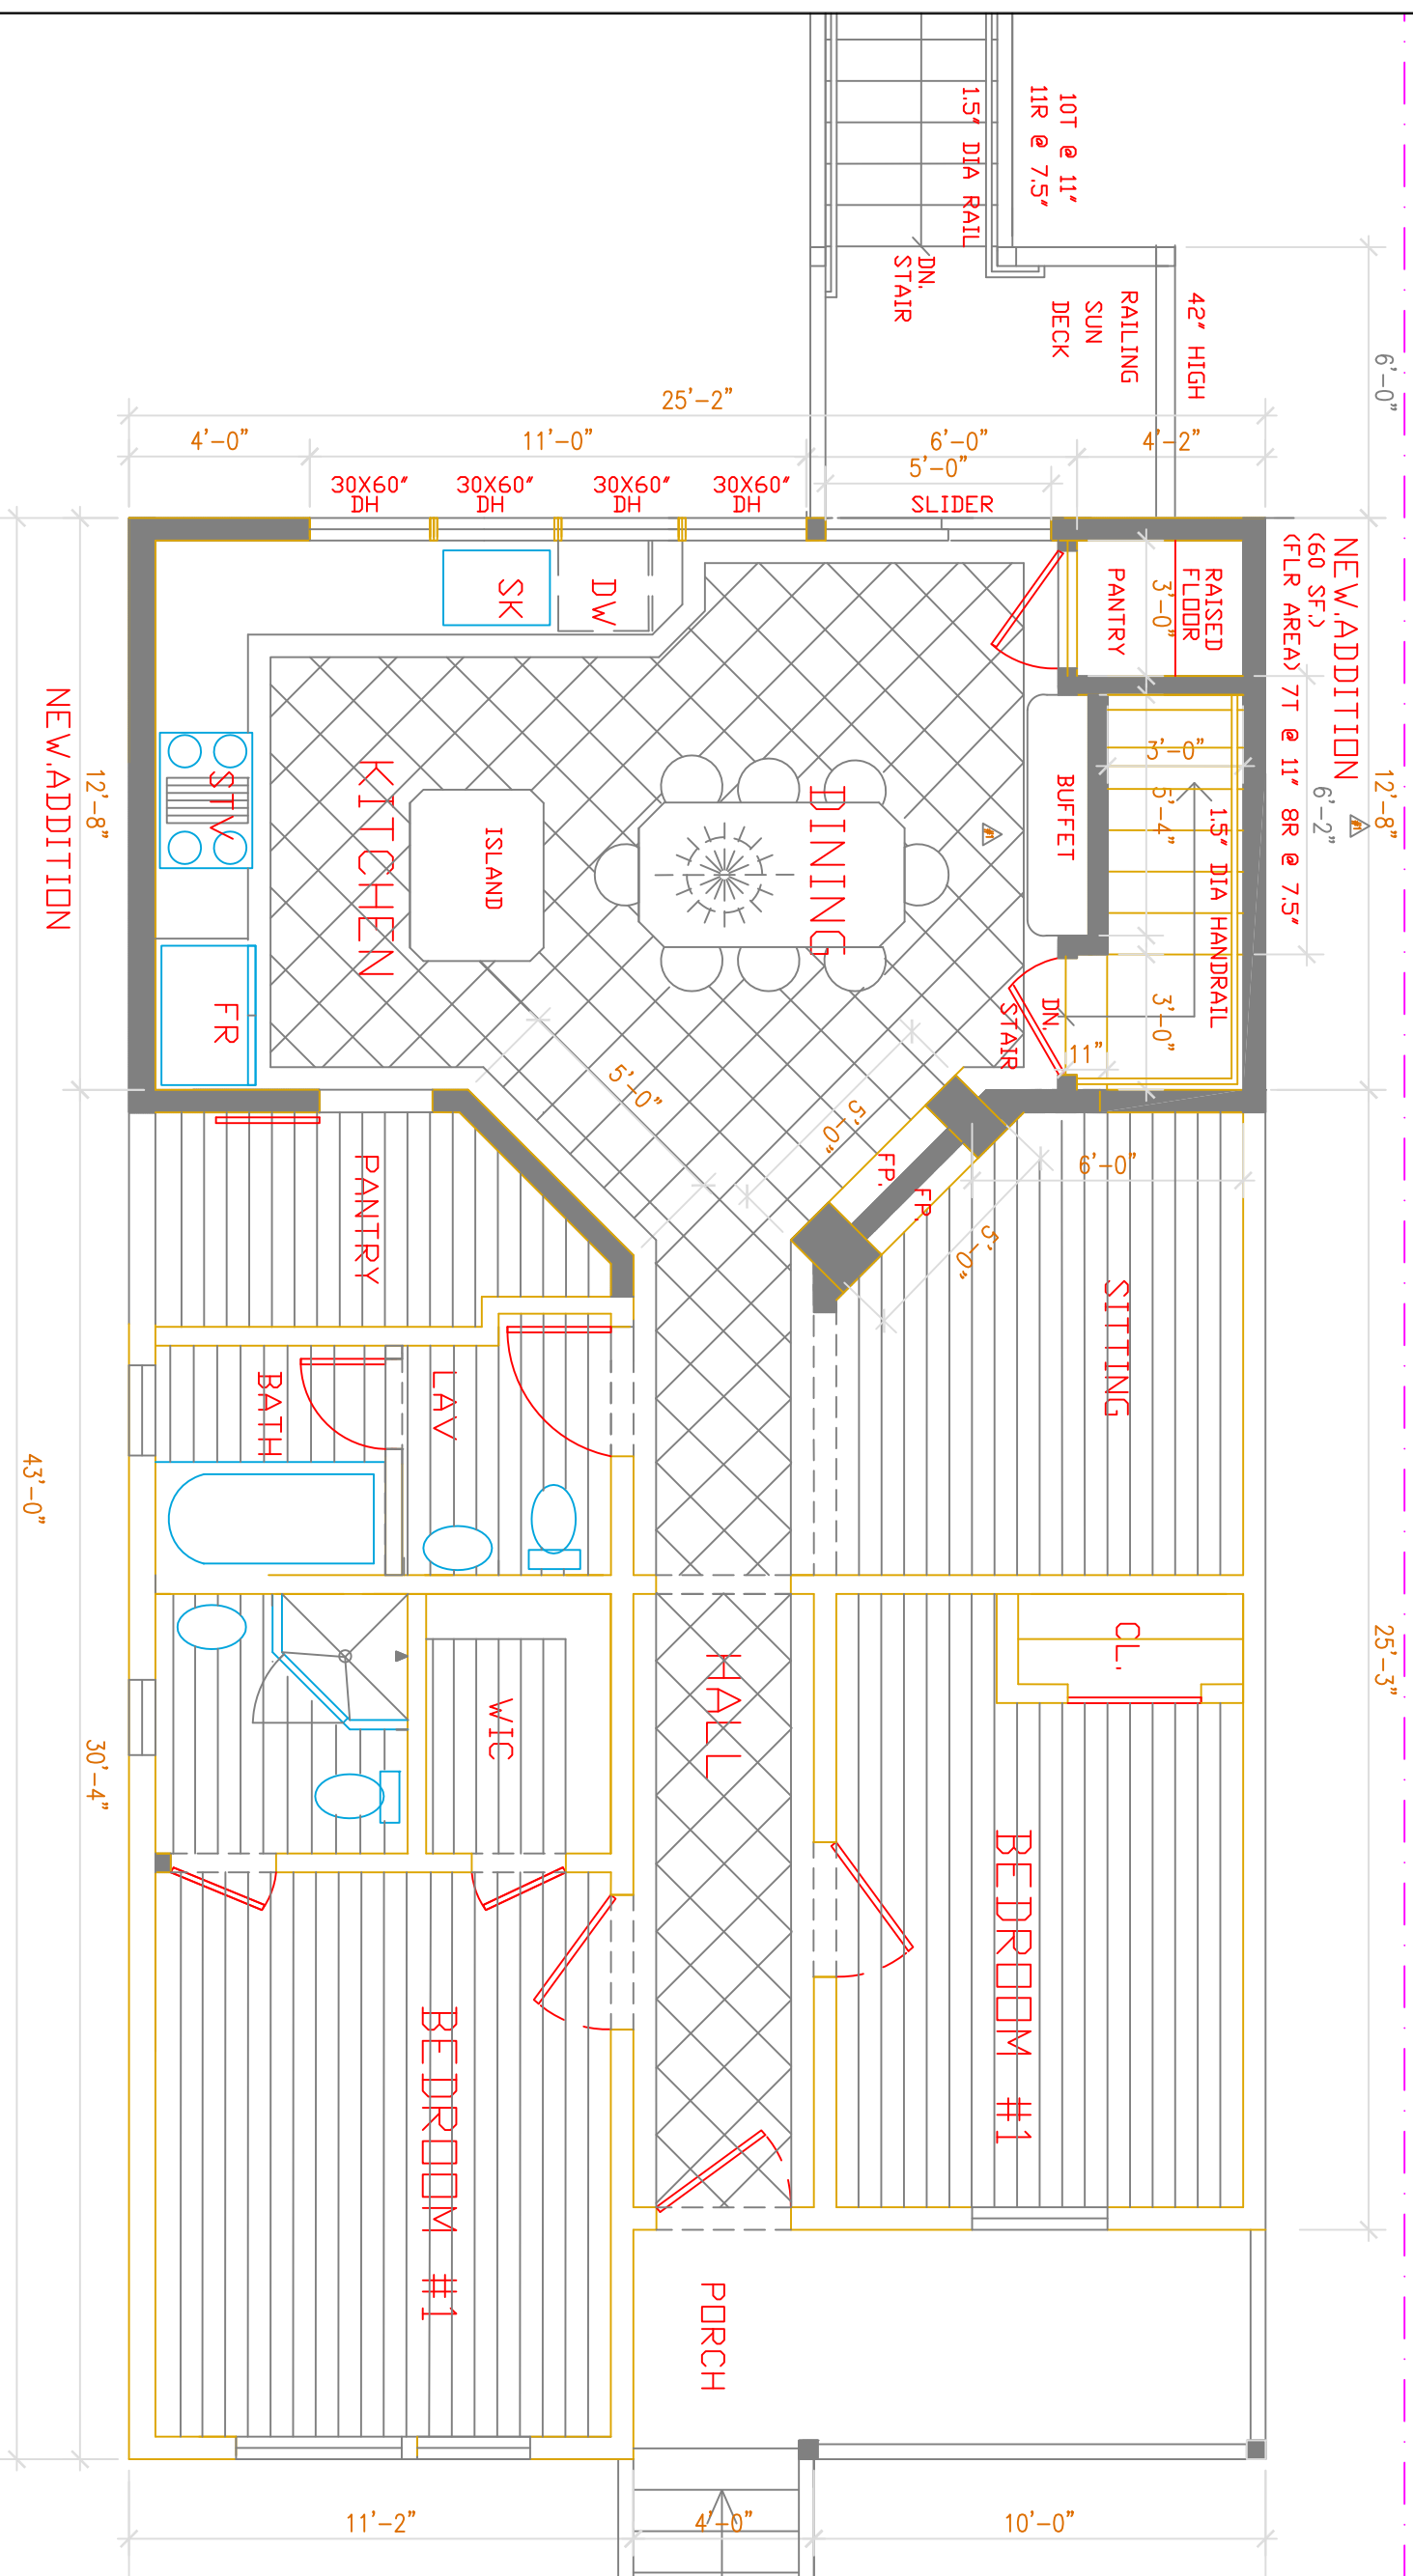 10T @ 11"
11R @ 7.5"
1.5" DIA RAIL
DN.
STAIR
42" HIGH
RAILING
SUN
DECK
6'-0"
25'-2"
4'-0"
11'-0"
6'-0"
4'-2"
5'-0"
30X60"
DH
30X60"
DH
30X60"
DH
30X60"
DH
SLIDER
NEW.ADDITION
(60 SF.)
(FLR AREA)
7T @ 11" 8R @ 7.5"
6'-2"
12'-8"
#1
RAISED
FLOOR
3'-0"
PANTRY
SK
DW
3'-0"
5'-4"
1.5" DIA HANDRAIL
BUFFET
#1
NEW.ADDITION
12'-8"
STV
KITCHEN
ISLAND
DINING
FR
DN.
STAIR
3'-0"
11"
5'-0"
5'-0"
5'-0"
FP.
FP.
6'-0"
PANTRY
SITTING
BATH
LAV
43'-0"
30'-4"
25'-3"
WIC
HALL
CL.
BEDROOM #1
BEDROOM #1
PORCH
11'-2"
4'-0"
10'-0"